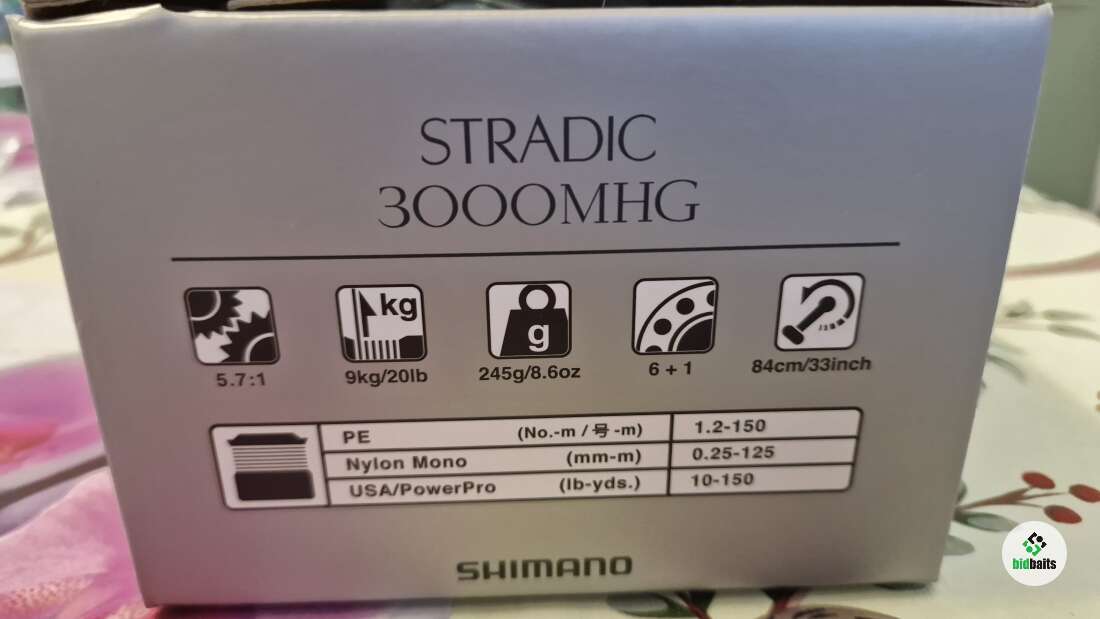 STRADIC
3000MHG
kg
g
5.7:1 9kg/20lb 245g/8.6oz 6 + 1 84cm/33inch
PE (No.-m / 号 -m) 1.2-150
Nylon Mono (mm-m) 0.25-125
USA/PowerPro (lb-yds.) 10-150
SHIMANO
bidbaits